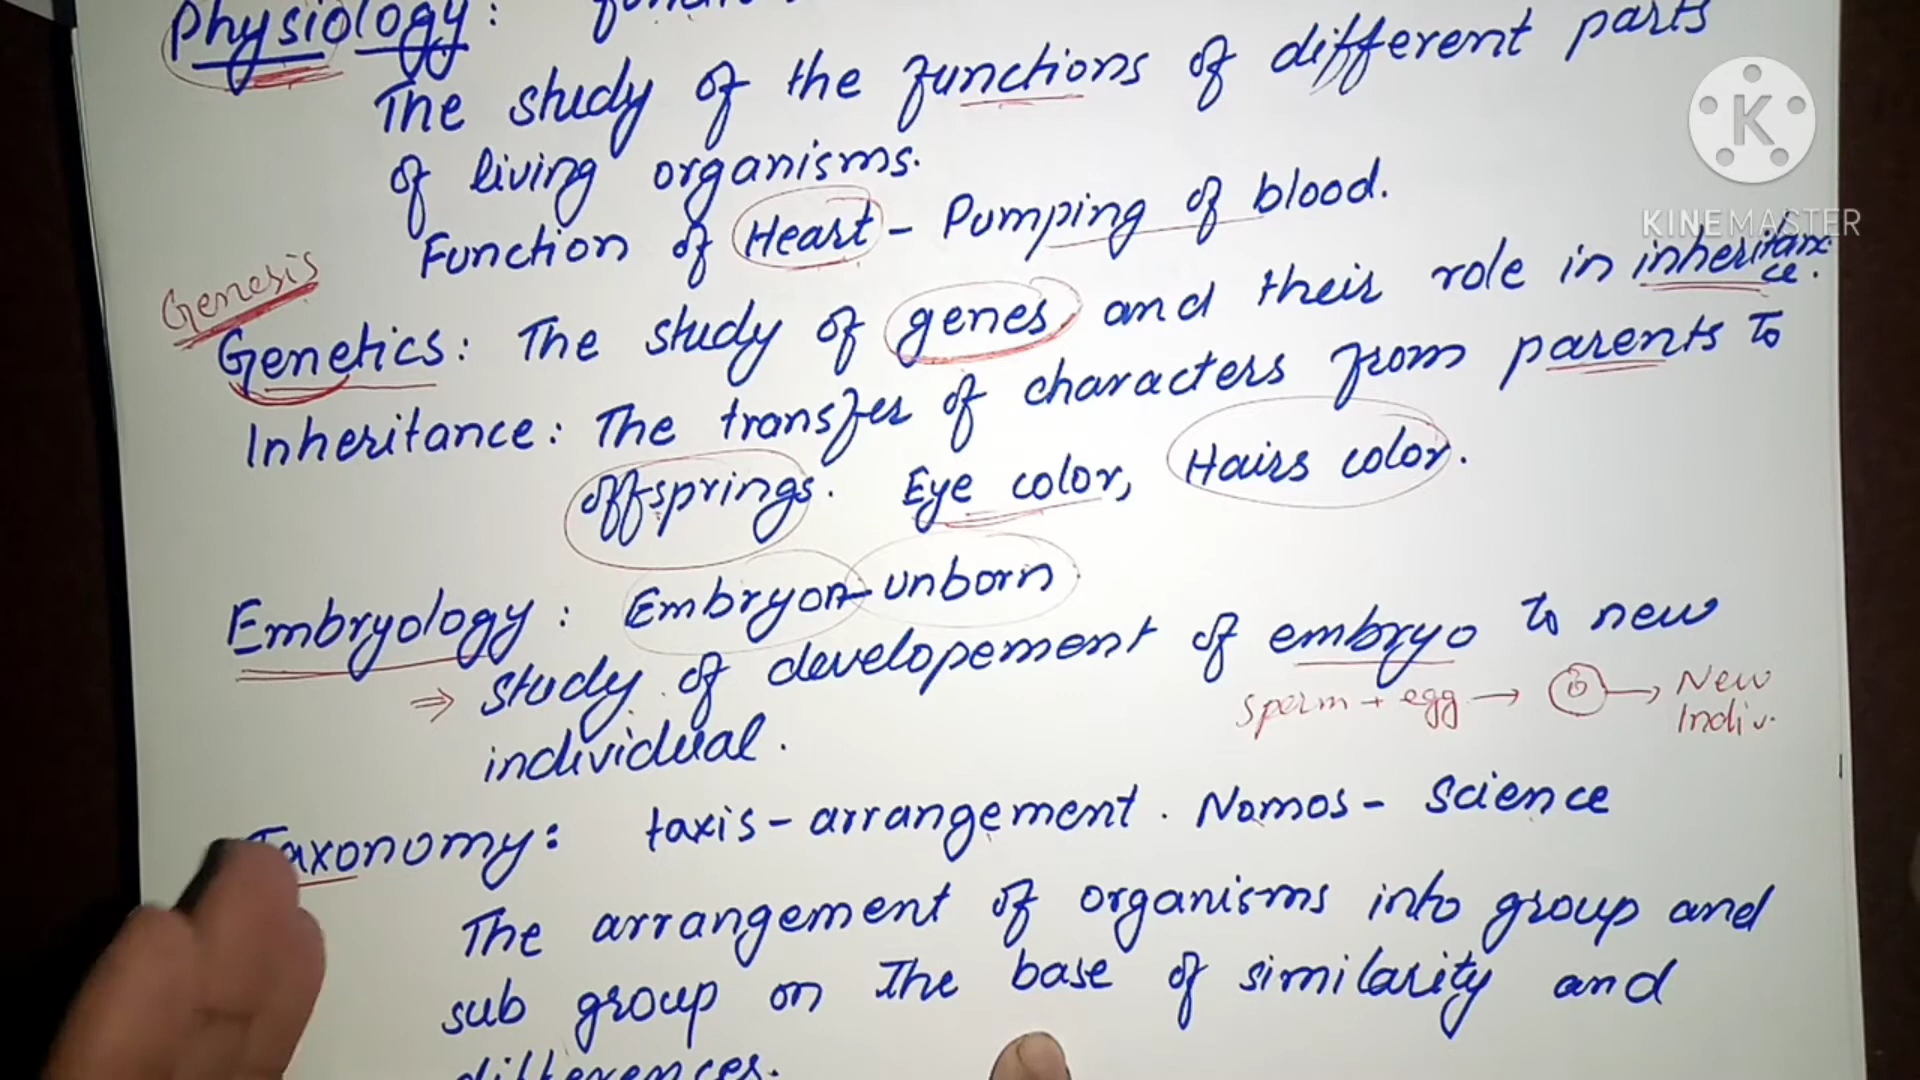 Physiology:
The study of the functions of different parts
of living organisms.
Function of Heart - Pumping of blood.
K
KINEMASTER
Genesis
Genetics: The study of genes and their role in inheritance.
Inheritance: The transfer of characters from parents to
offsprings. Eye color, Hairs color.
Embryology: Embryon - unborn
⇒ study of developement of embryo to new
individual.
Sperm + egg → → New
Indiv.
Taxonomy: taxis - arrangement. Nomos - Science
The arrangement of organisms into group and
sub group on the base of similarity and
differences.